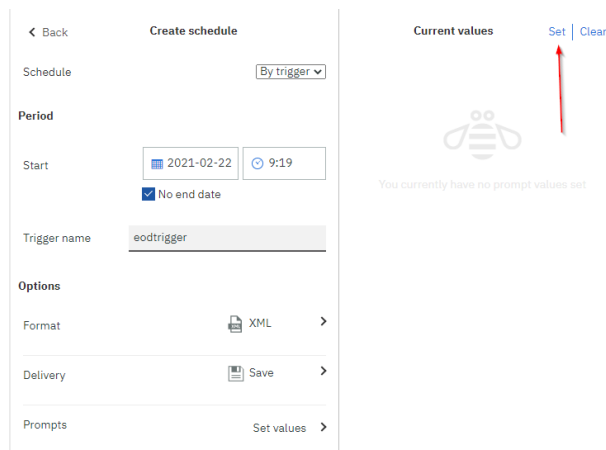 Back
Create schedule
Schedule
By trigger
Period
Start
2021-02-22
9:19
No end date
Trigger name
eodtrigger
Options
Format
XML
Delivery
Save
Prompts
Set values
Current values
Set
Clear
You currently have no prompt values set